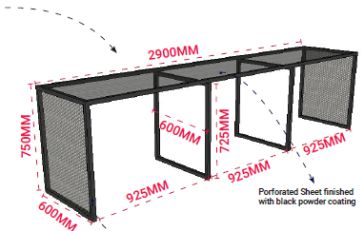 2900MM
750MM
600MM
725MM
925MM
925MM
925MM
600MM
Perforated Sheet finished
with black powder coating